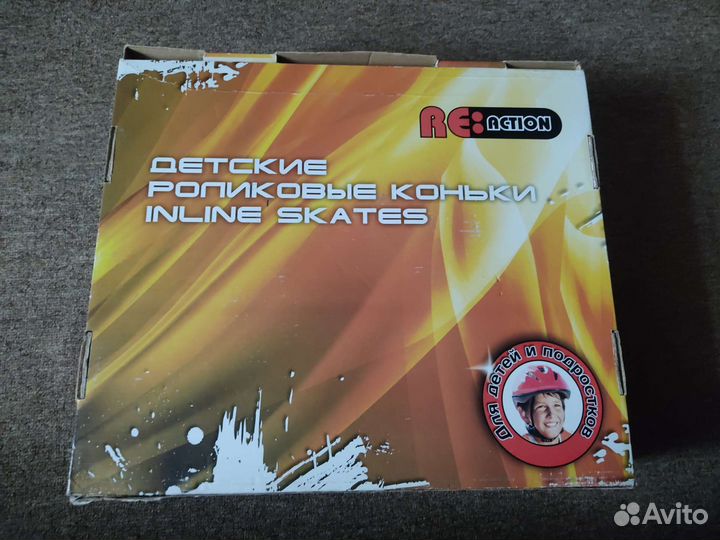 RE:ACTION
ДЕТСКИЕ
РОЛИКОВЫЕ КОНЬКИ
INLINE SKATES
Для детей и подростков
Avito